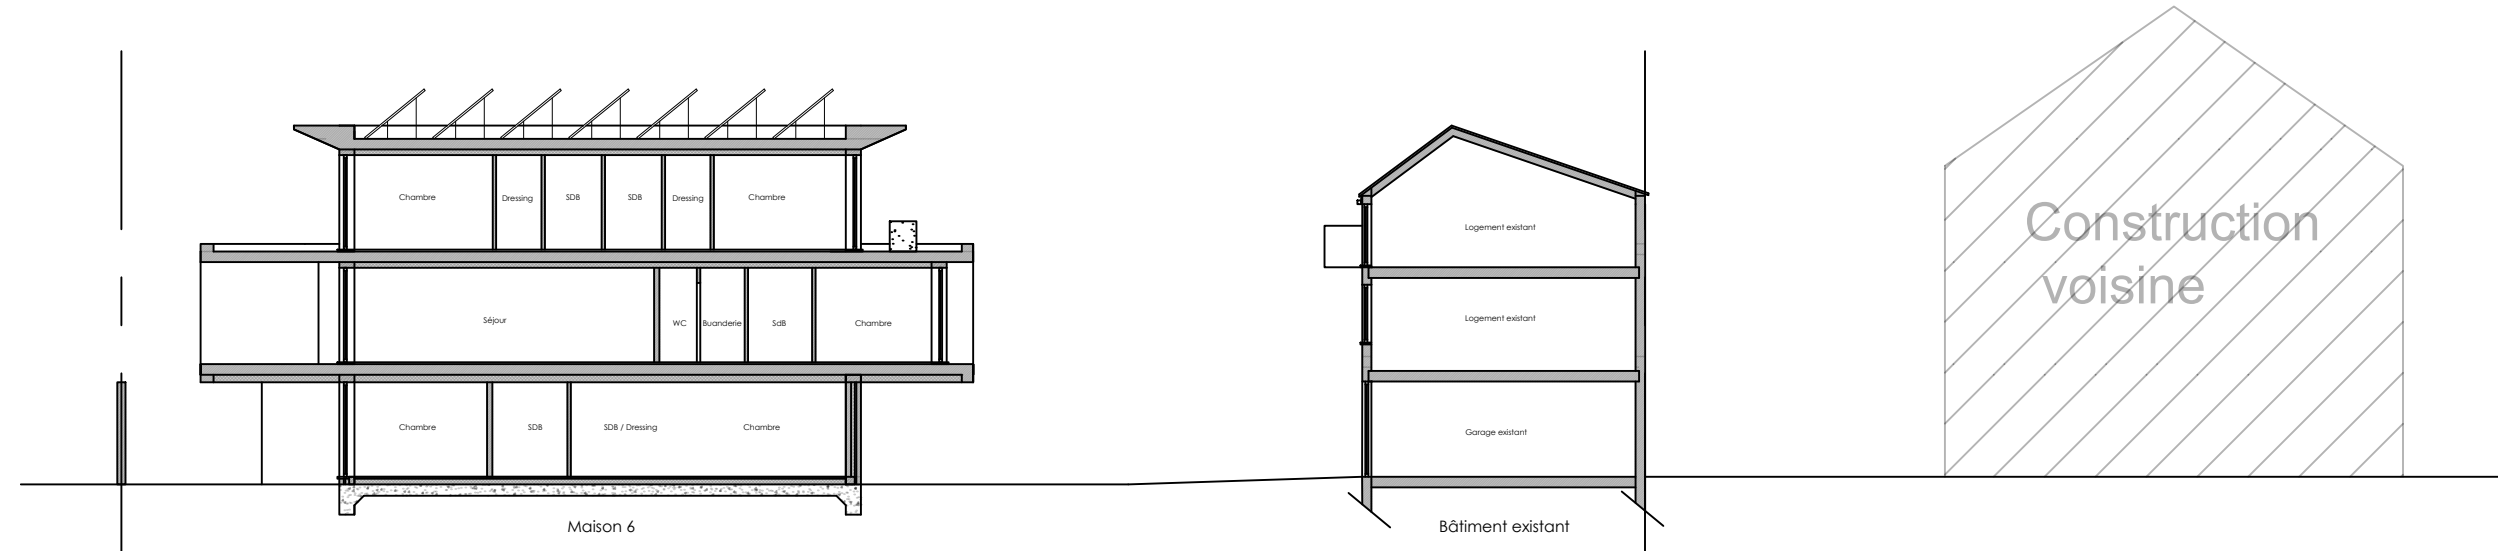 Chambre
Dressing
SDB
SDB
Dressing
Chambre
Séjour
WC
Buanderie
SdB
Chambre
Chambre
SDB
SDB / Dressing
Chambre
Maison 6
Logement existant
Logement existant
Garage existant
Bâtiment existant
Construction
voisine